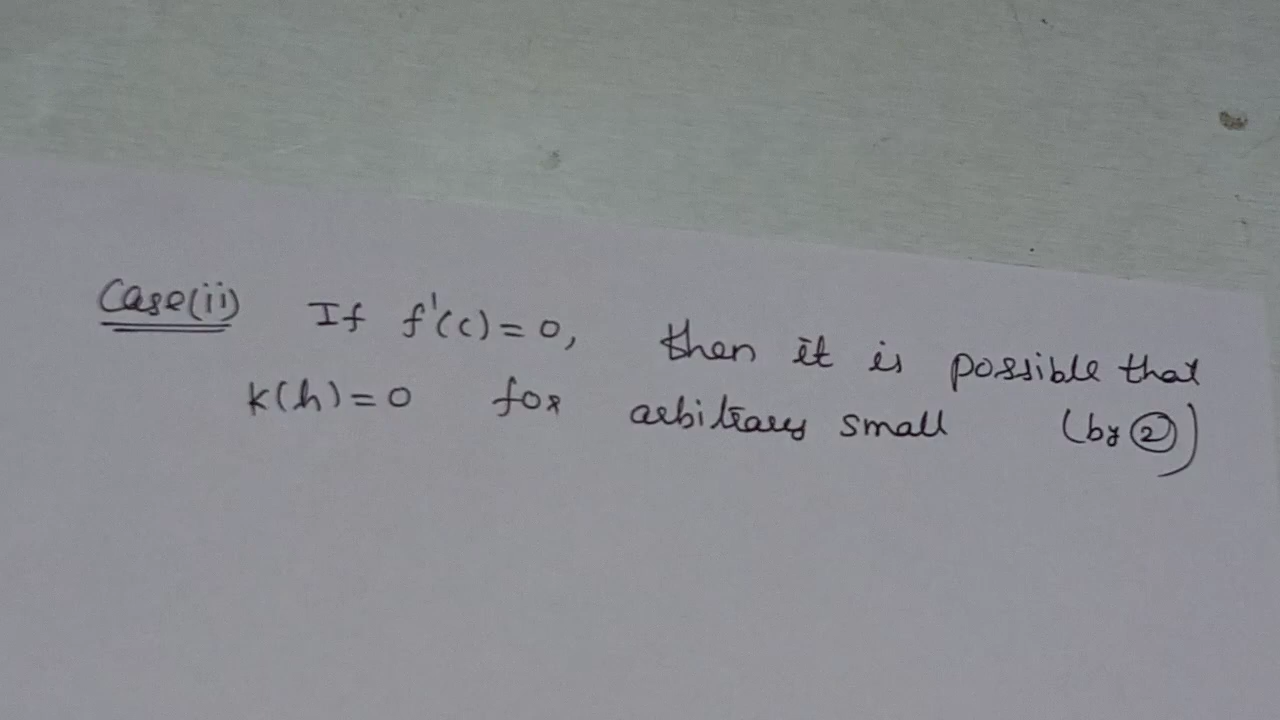 Case(ii) If f'(c) = 0, then it is possible that
k(h) = 0 for arbitrary small (by ②)